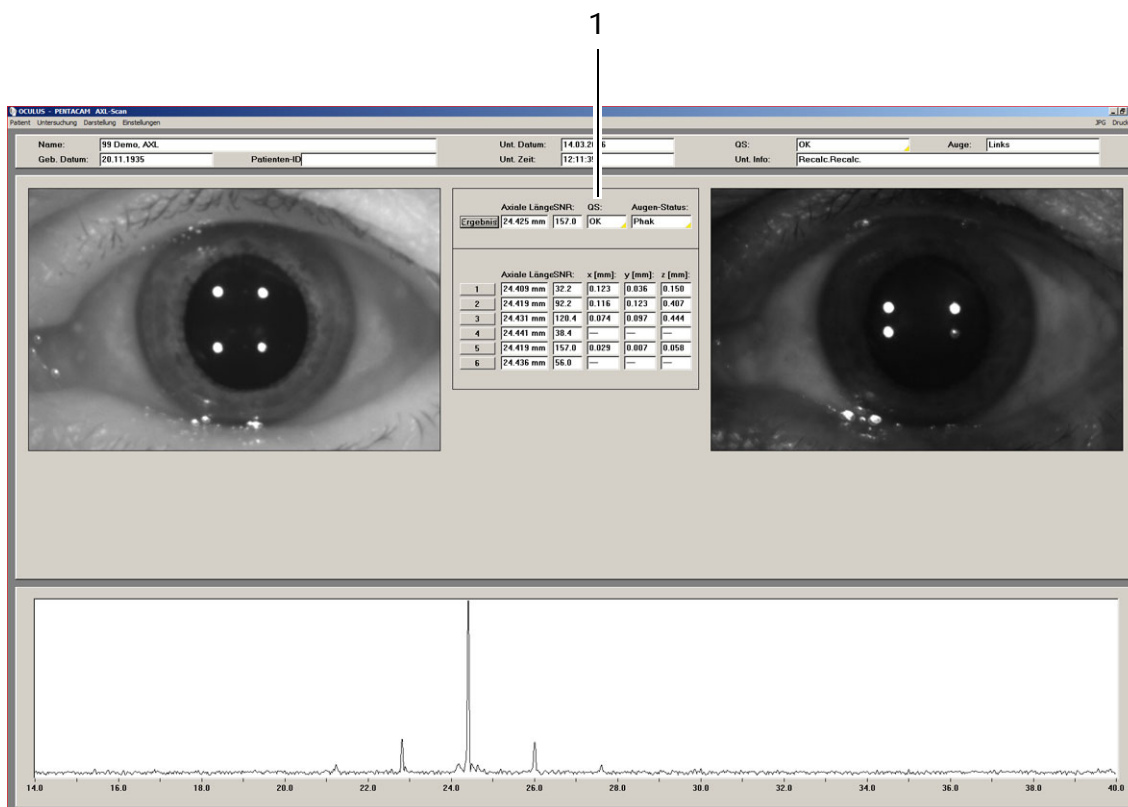 1
OCULUS - PENTACAM AXL-Scan
Patient Untersuchung Darstellung Einstellungen JPG
Name: 99 Demo, AXL Unt. Datum: QS: OK Auge: Links
Geb. Datum: 20.11.1935 Patienten-ID Unt. Zeit: Unt. Info: Recalc.Recalc.
Axiale Länge SNR: QS: Augen-Status:
Ergebnis 24.425 mm 157.0 OK Phak
Axiale Länge SNR: x [mm]: y [mm]: z [mm]:
1 24.409 mm 32.2 0.123 0.036 0.150
2 24.419 mm 92.2 0.116 0.123 0.407
3 24.431 mm 120.4 0.074 0.097 0.444
4 24.441 mm 38.4 — — —
5 24.419 mm 157.0 0.029 0.007 0.058
6 24.436 mm 56.0 — — —
14.0 16.0 18.0 20.0 22.0 24.0 26.0 28.0 30.0 32.0 34.0 36.0 38.0 40.0